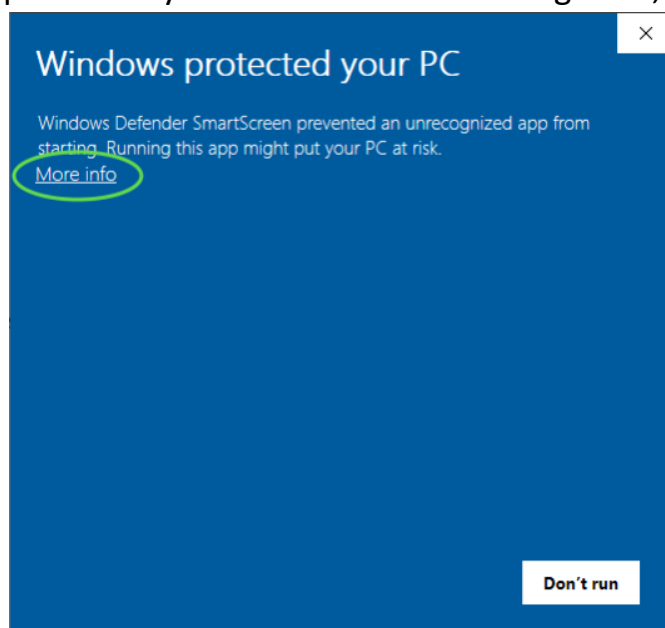 Windows protected your PC
Windows Defender SmartScreen prevented an unrecognized app from
starting. Running this app might put your PC at risk.
More info
Don't run